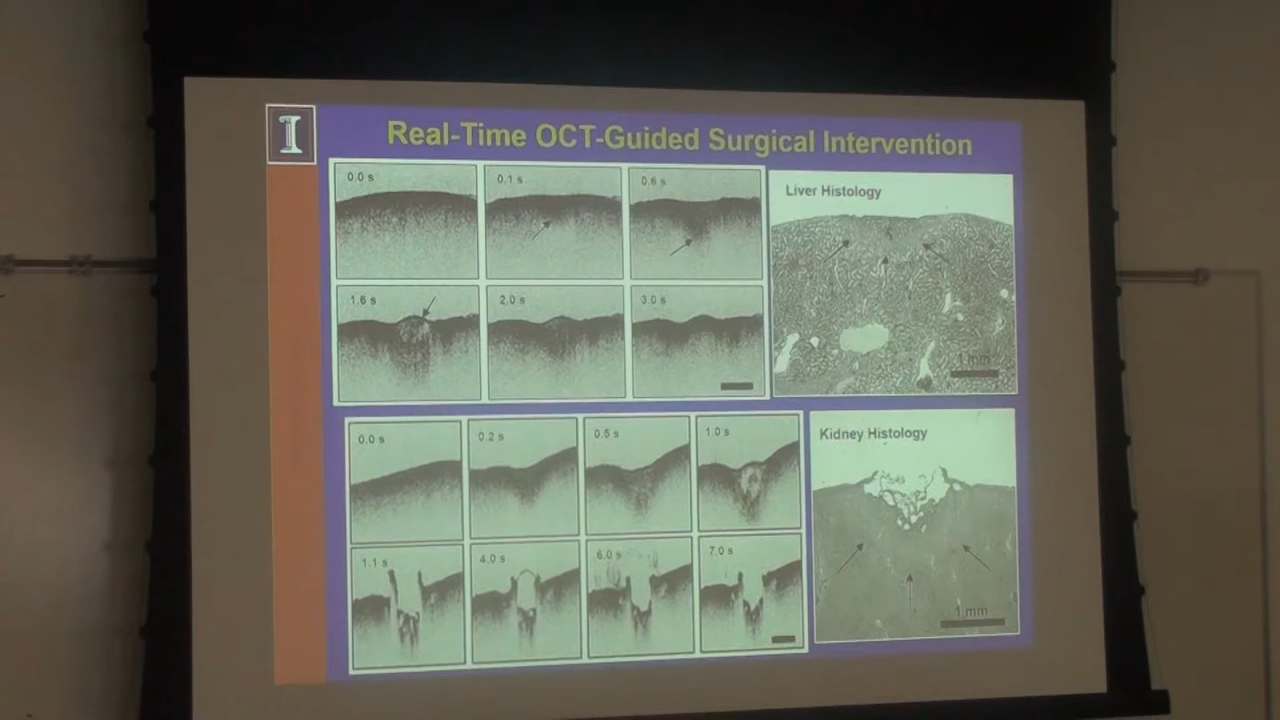 I
Real-Time OCT-Guided Surgical Intervention
0.0 s
0.1 s
0.6 s
1.6 s
2.0 s
3.0 s
Liver Histology
1 mm
0.0 s
0.2 s
0.5 s
1.0 s
1.1 s
4.0 s
6.0 s
7.0 s
Kidney Histology
1 mm